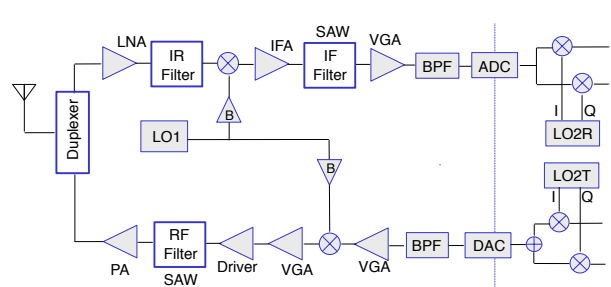 SAW
LNA
IFA
VGA
IR
Filter
IF
Filter
BPF
ADC
B
I
Q
Duplexer
LO1
LO2R
B
LO2T
I
Q
RF
Filter
BPF
DAC
PA
SAW
Driver
VGA
VGA